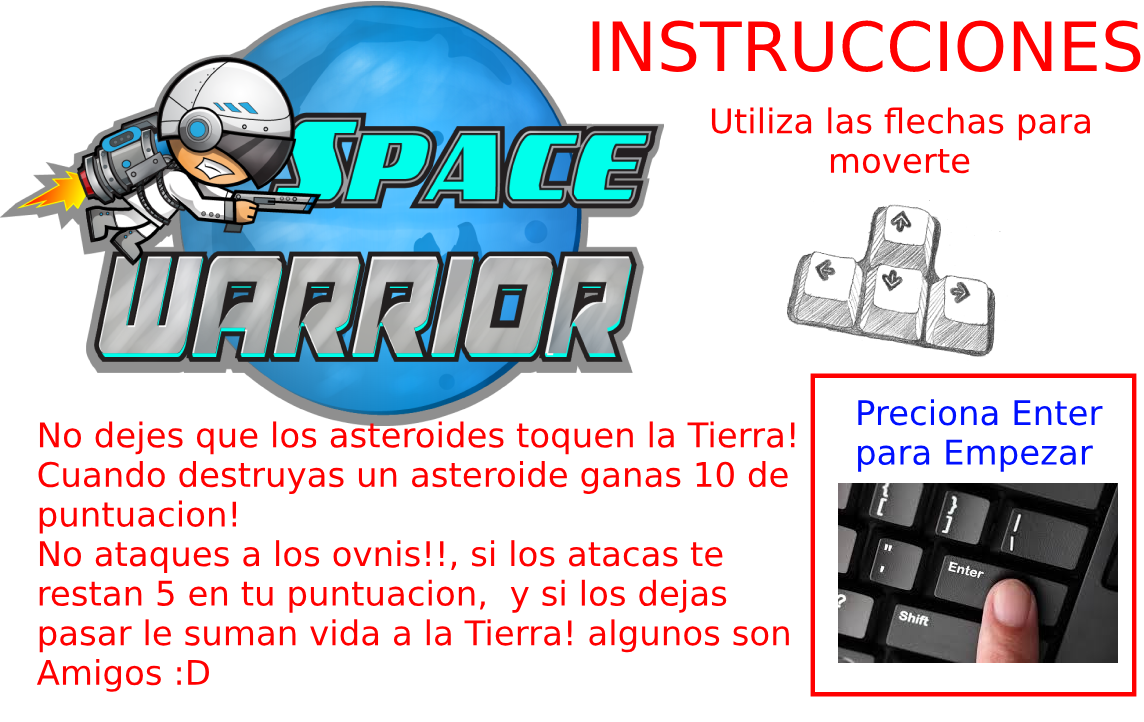 SPACE
WARRIOR
INSTRUCCIONES
Utiliza las flechas para
moverte
No dejes que los asteroides toquen la Tierra!
Cuando destruyas un asteroide ganas 10 de
puntuacion!
No ataques a los ovnis!!, si los atacas te
restan 5 en tu puntuacion,  y si los dejas
pasar le suman vida a la Tierra! algunos son
Amigos :D
Preciona Enter
para Empezar
{ } |
[ ] \
"
'
Enter
?
Shift